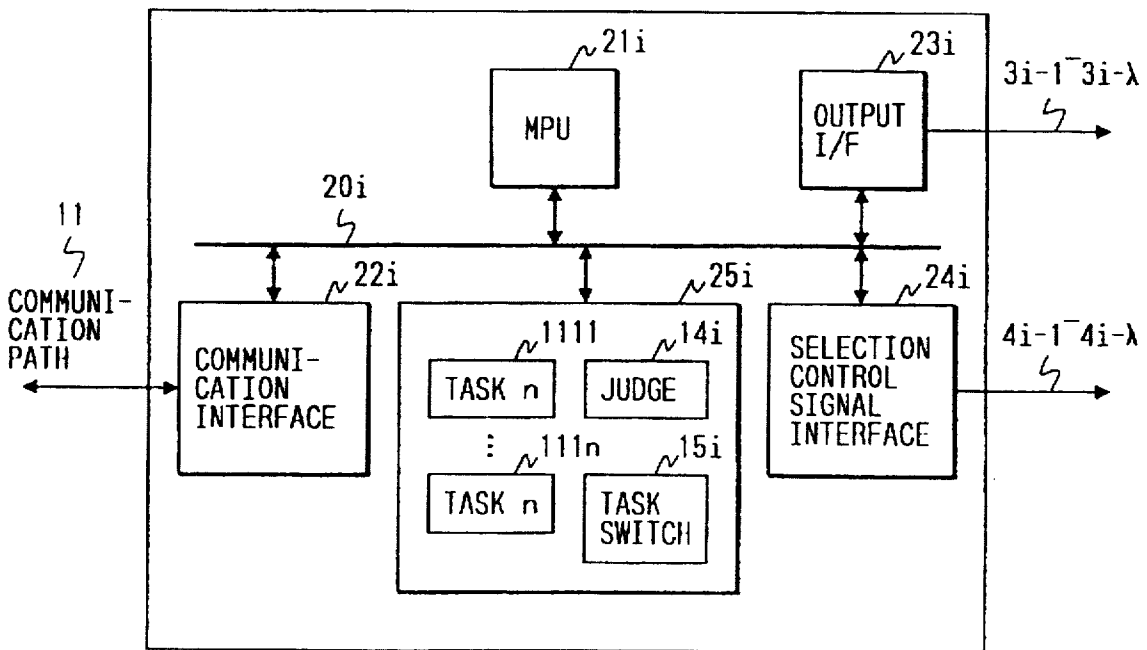 21i
23i
3i-1‾3i-λ
MPU
OUTPUT
I/F
11
20i
COMMUNI-
CATION
PATH
22i
25i
24i
COMMUNI-
CATION
INTERFACE
1111
14i
TASK n
JUDGE
⋮
111n
15i
TASK n
TASK
SWITCH
SELECTION
CONTROL
SIGNAL
INTERFACE
4i-1‾4i-λ